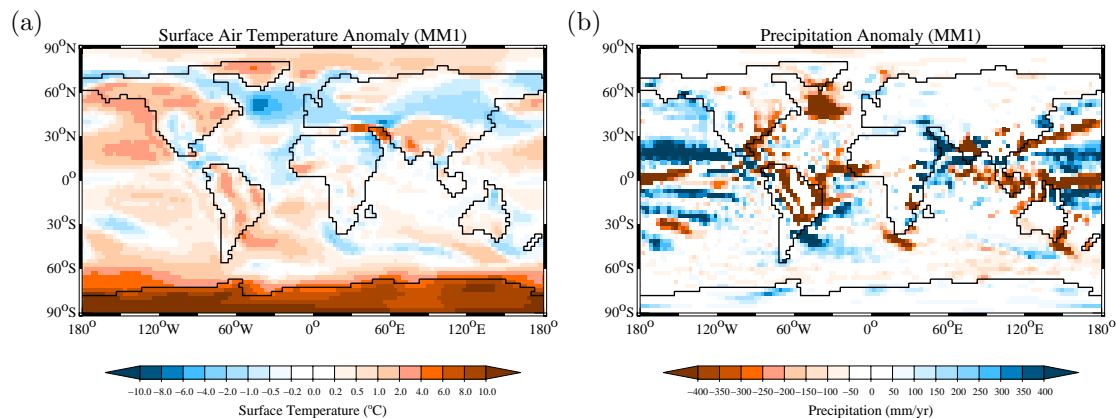 (a)
Surface Air Temperature Anomaly (MM1)
90°N
60°N
30°N
0°
30°S
60°S
90°S
180° 120°W 60°W 0° 60°E 120°E 180°
−10.0 −8.0 −6.0 −4.0 −2.0 −1.0 −0.5 −0.2 0.0 0.2 0.5 1.0 2.0 4.0 6.0 8.0 10.0
Surface Temperature (°C)
(b)
Precipitation Anomaly (MM1)
90°N
60°N
30°N
0°
30°S
60°S
90°S
180° 120°W 60°W 0° 60°E 120°E 180°
−400 −350 −300 −250 −200 −150 −100 −50 0 50 100 150 200 250 300 350 400
Precipitation (mm/yr)